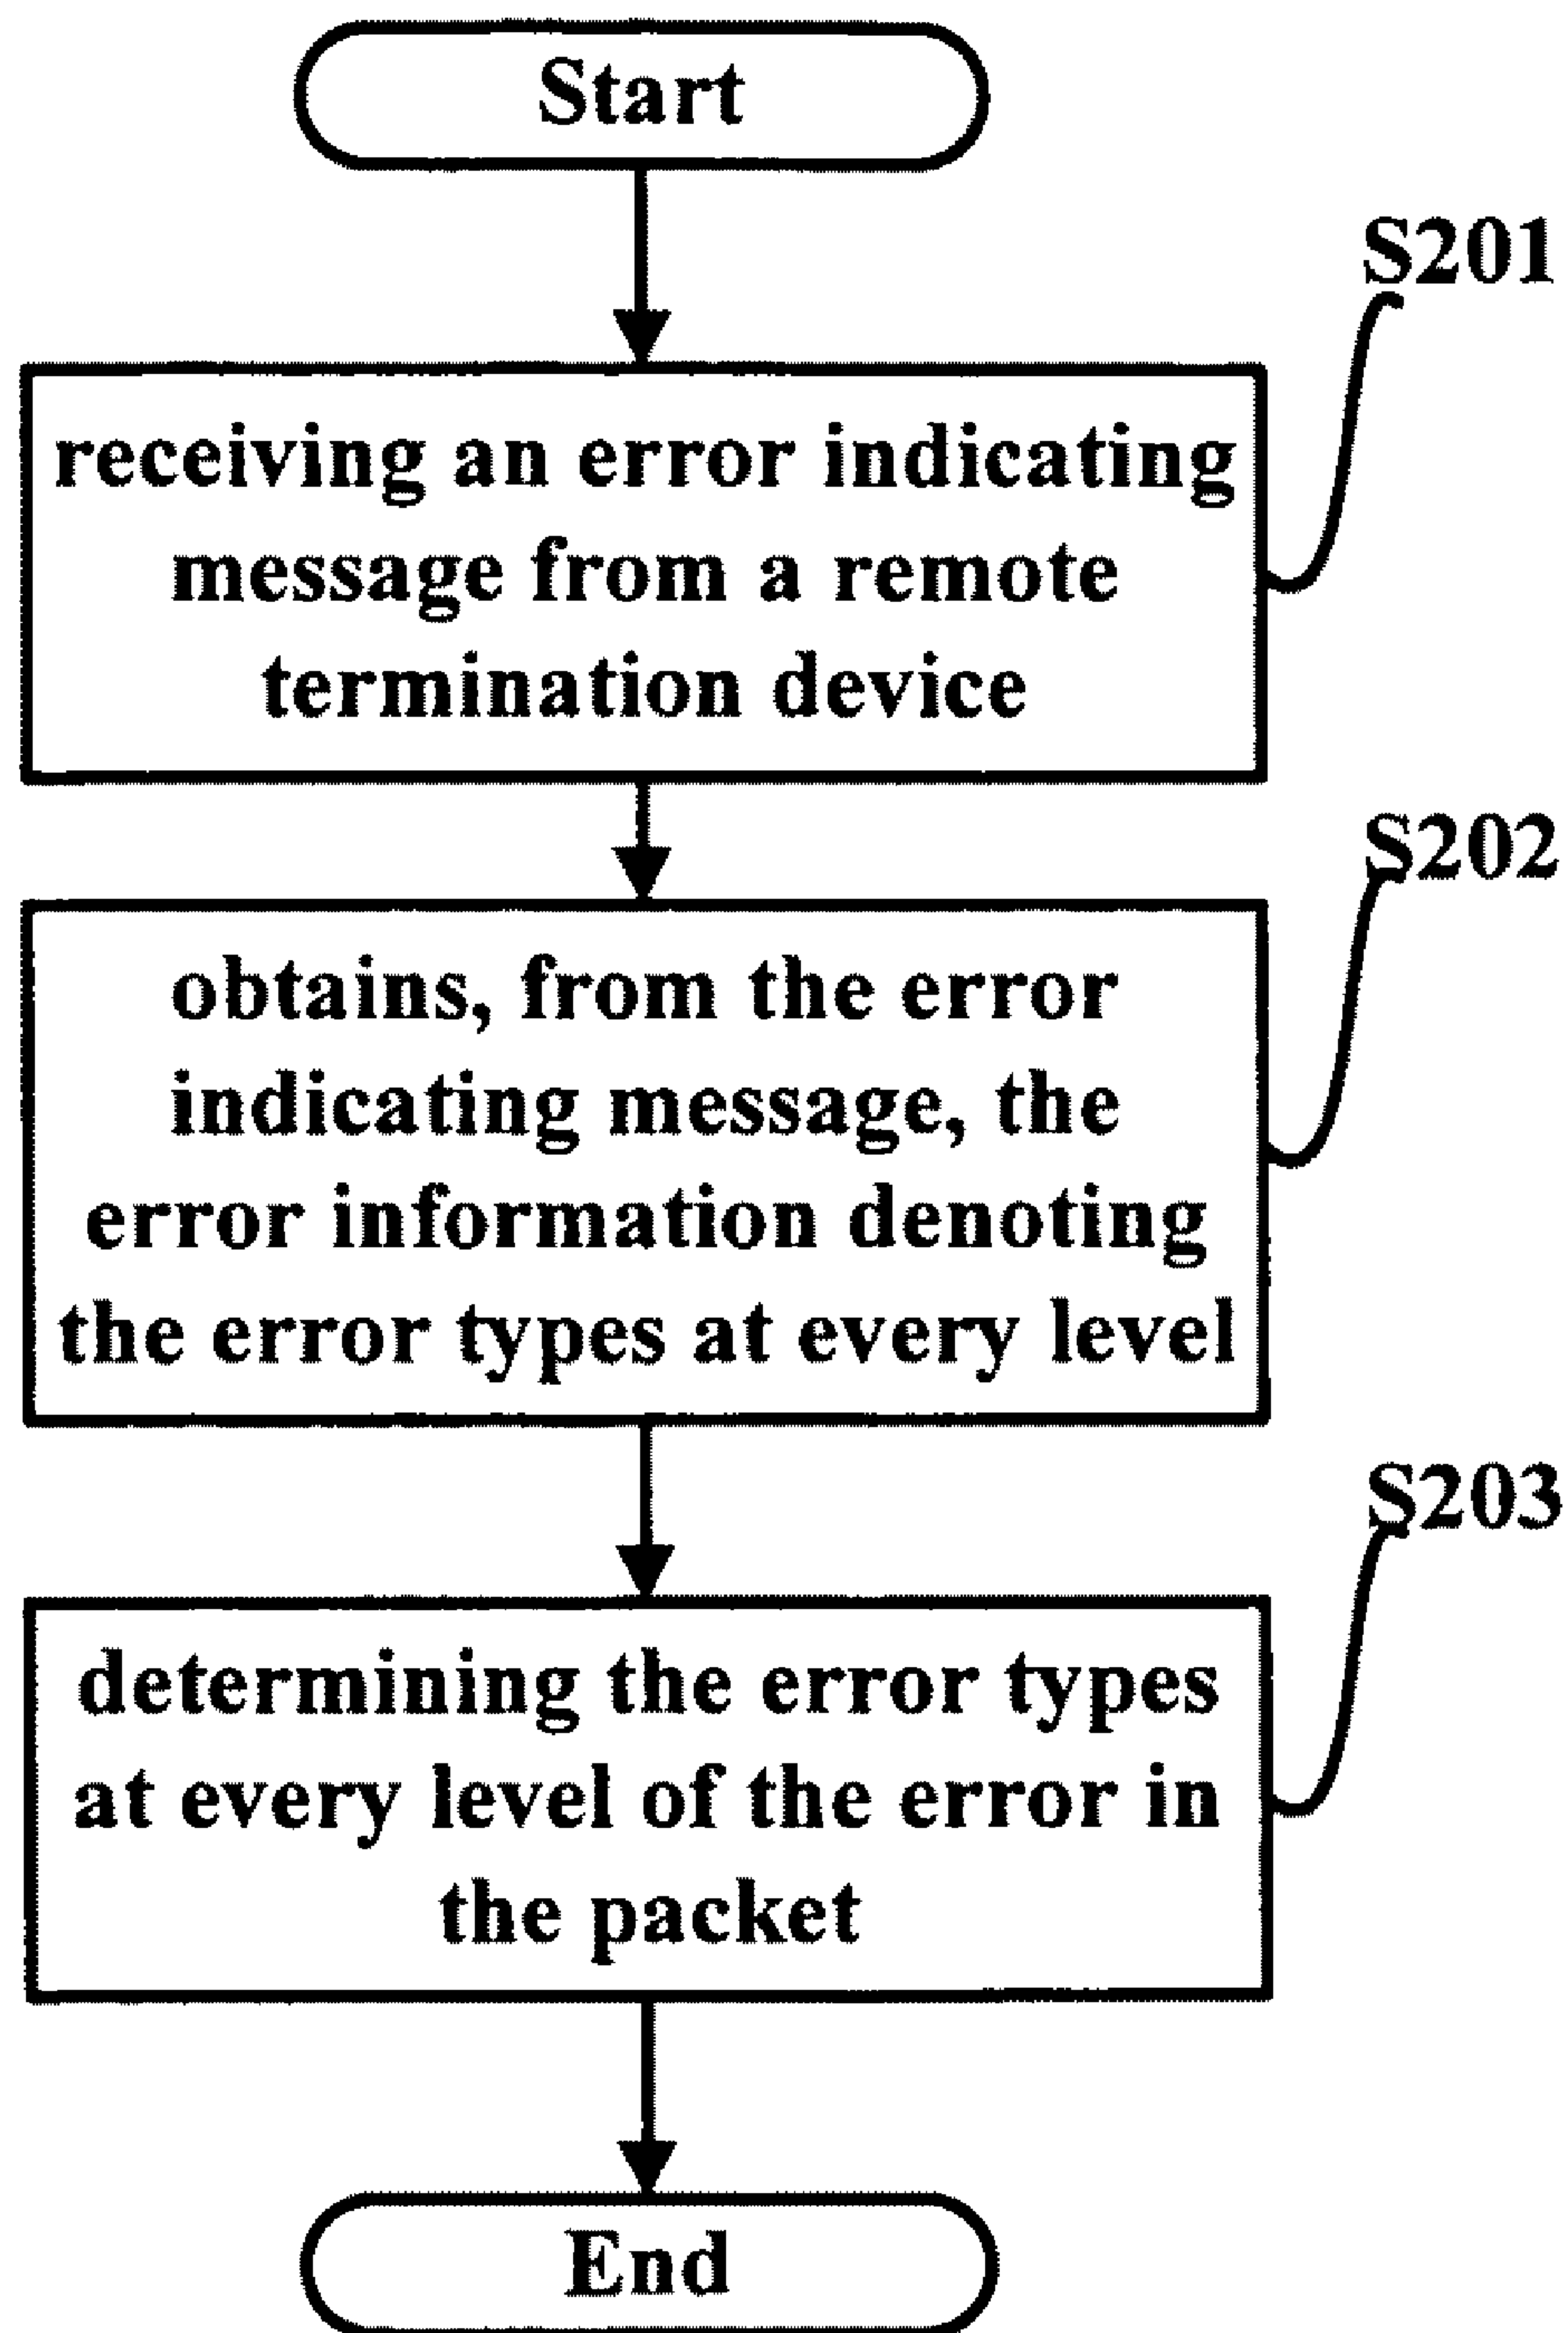 Start
S201
receiving an error indicating
message from a remote
termination device
S202
obtains, from the error
indicating message, the
error information denoting
the error types at every level
S203
determining the error types
at every level of the error in
the packet
End